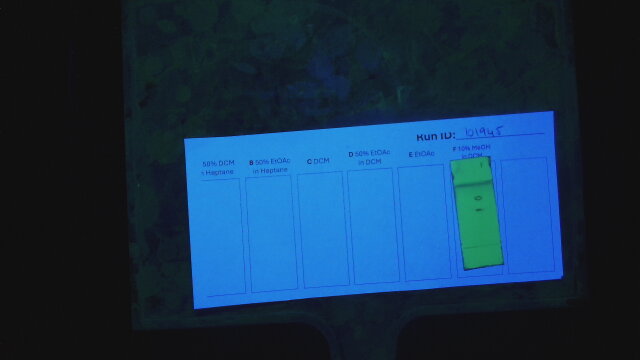 Run ID: b1945
50% DCM
in Heptane
B 50% EtOAc
in Heptane
C DCM
D 50% EtOAc
in DCM
E EtOAc
F 10% MeOH
in DCM
F